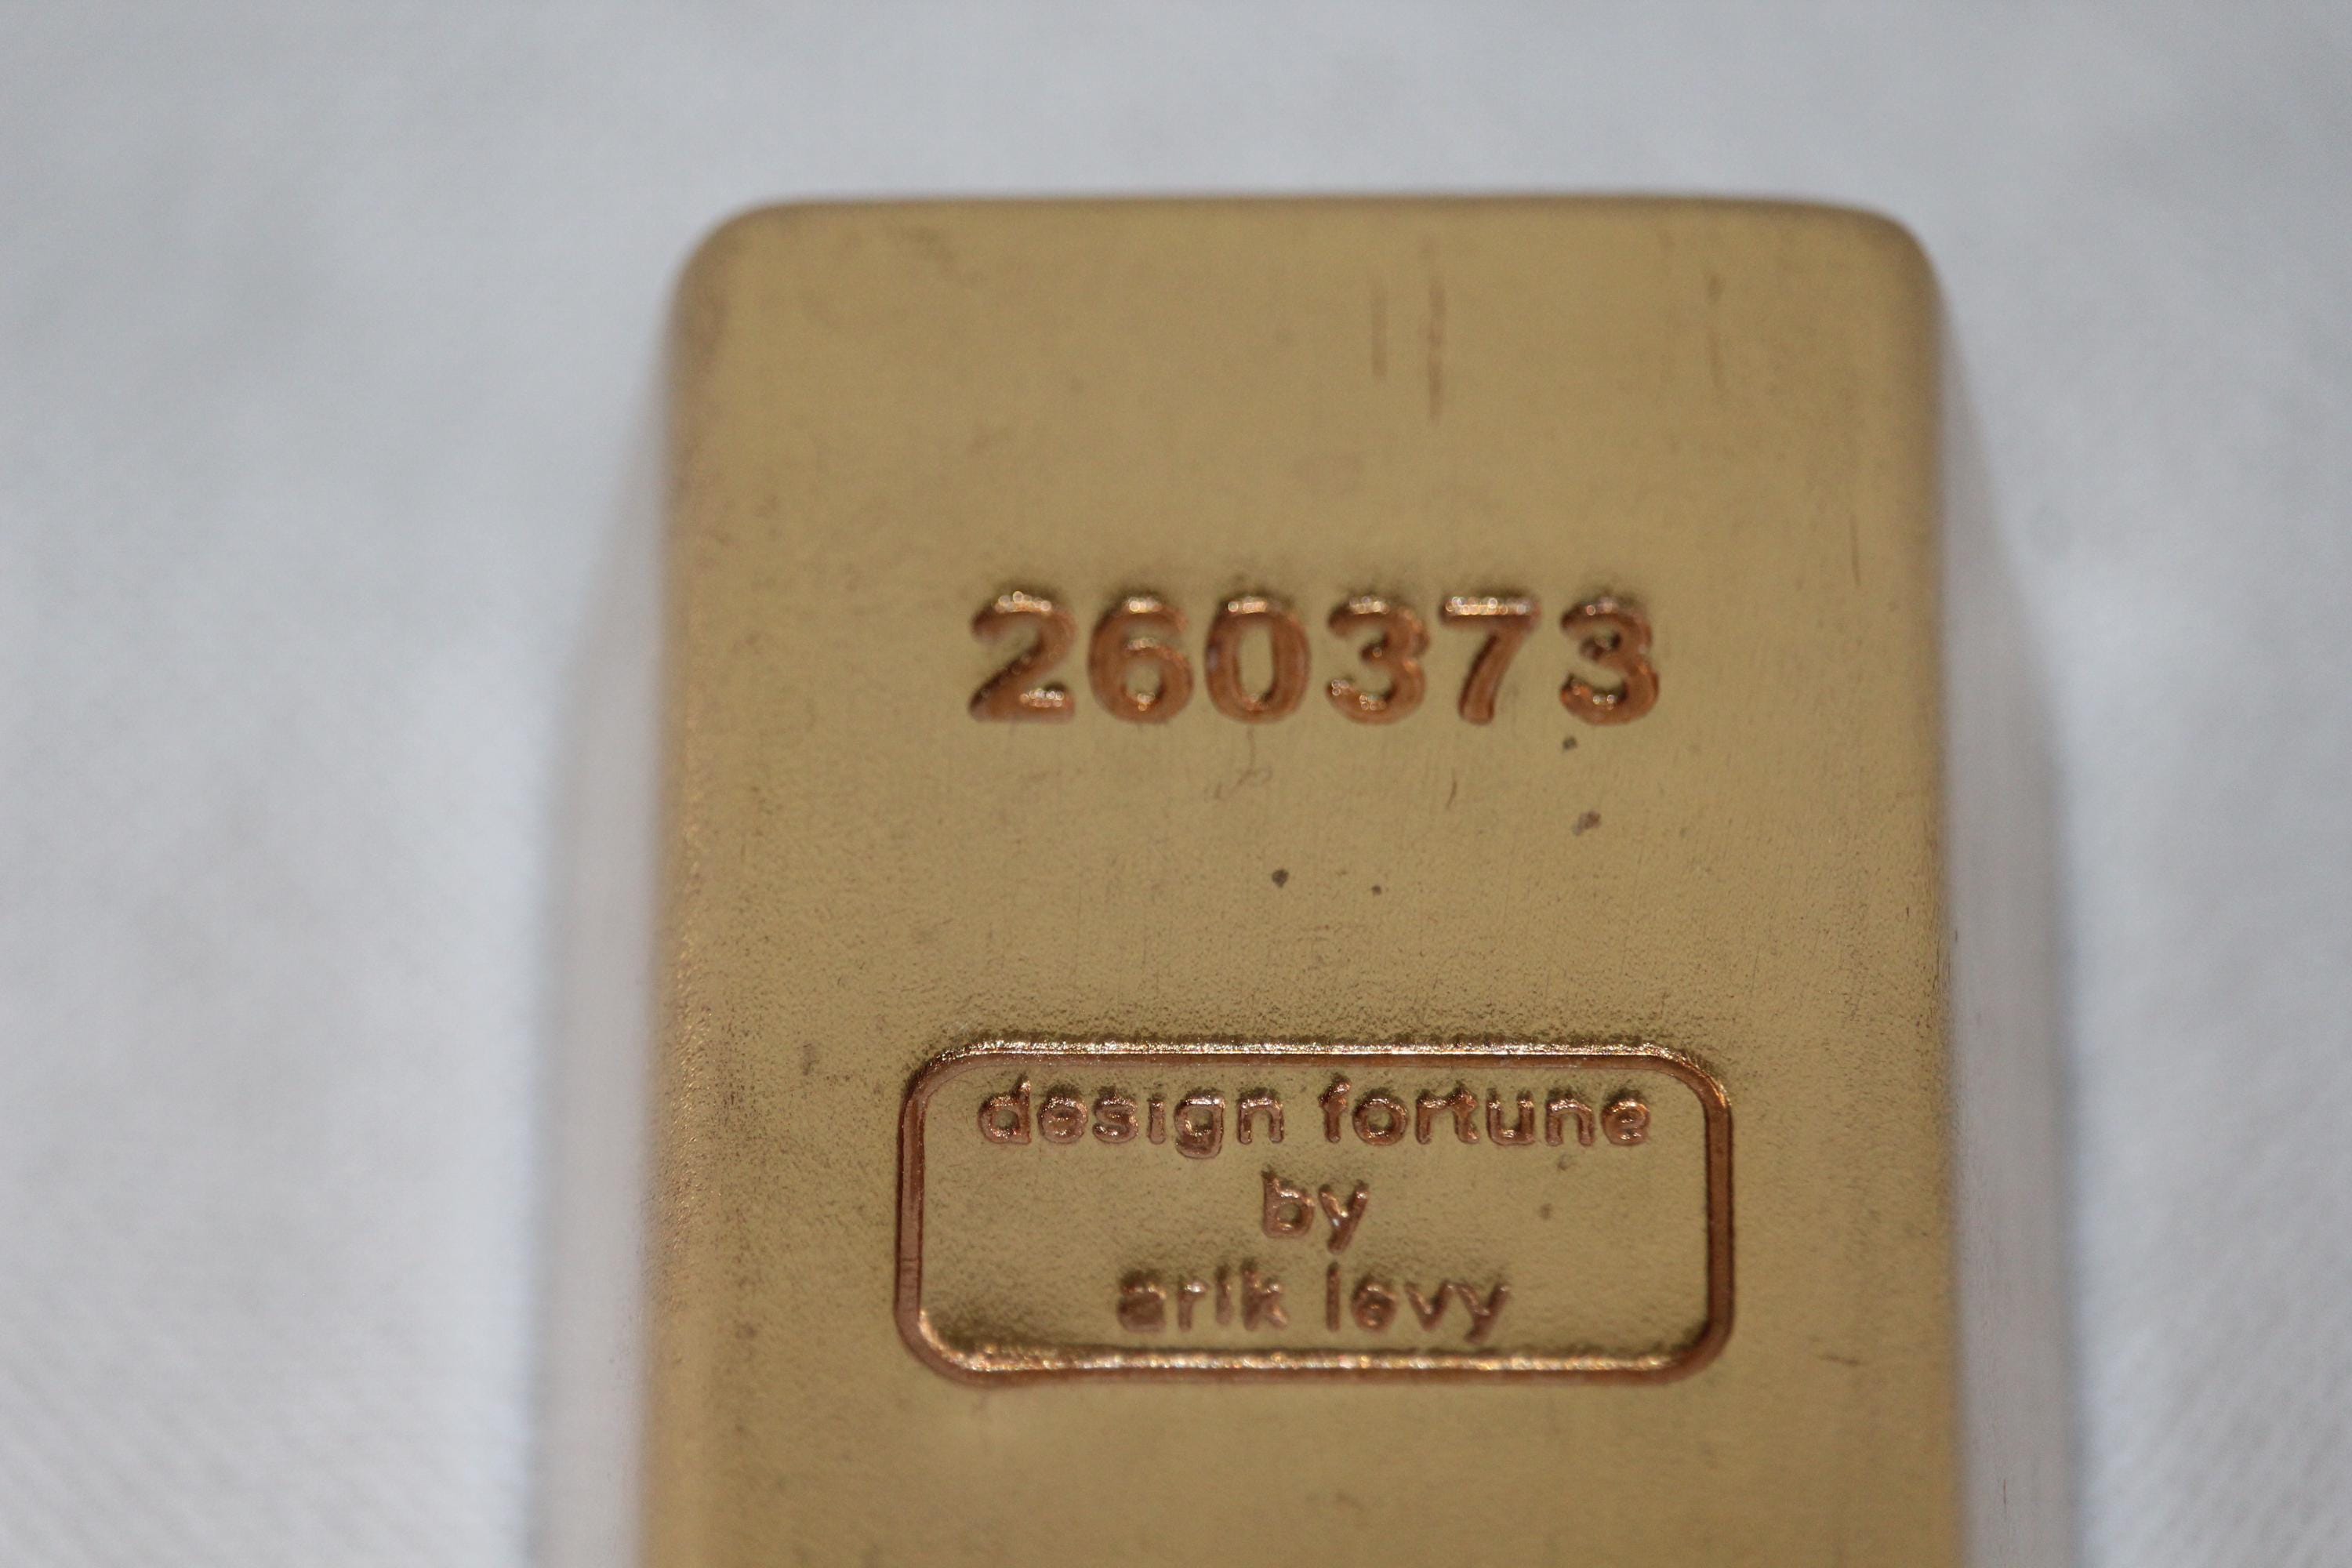 260373
design fortune
by
arik levy